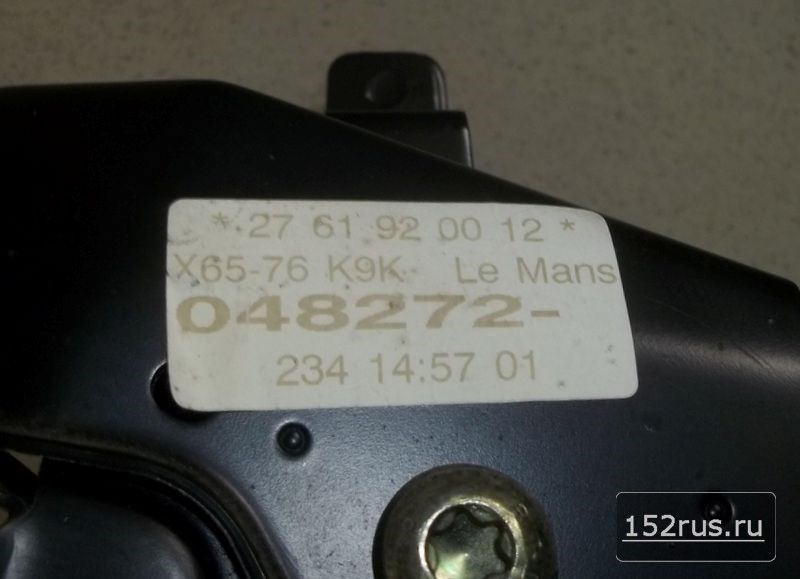 * 27 61 92 00 12 *
X65-76 K9K Le Mans
048272-
234 14:57 01
152rus.ru